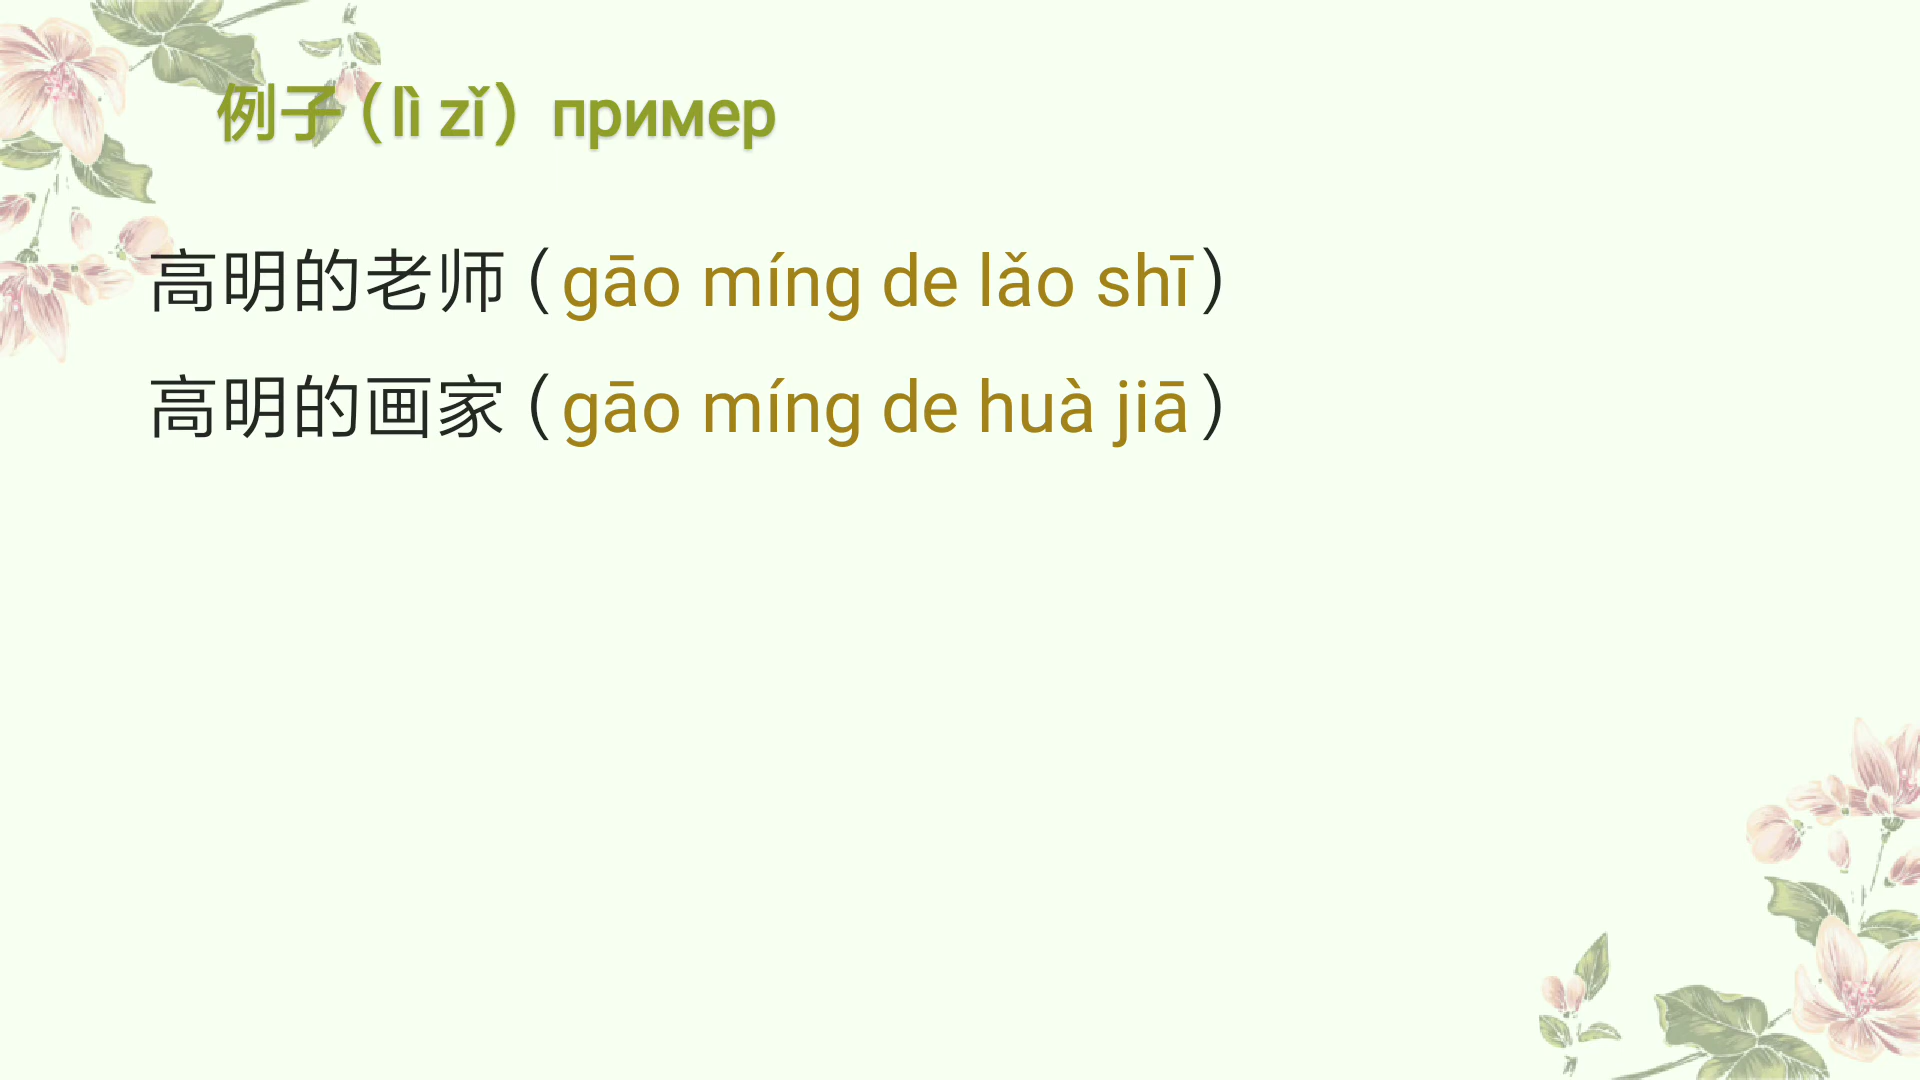 例子（lì zǐ）пример
高明的老师（gāo míng de lǎo shī）
高明的画家（gāo míng de huà jiā）